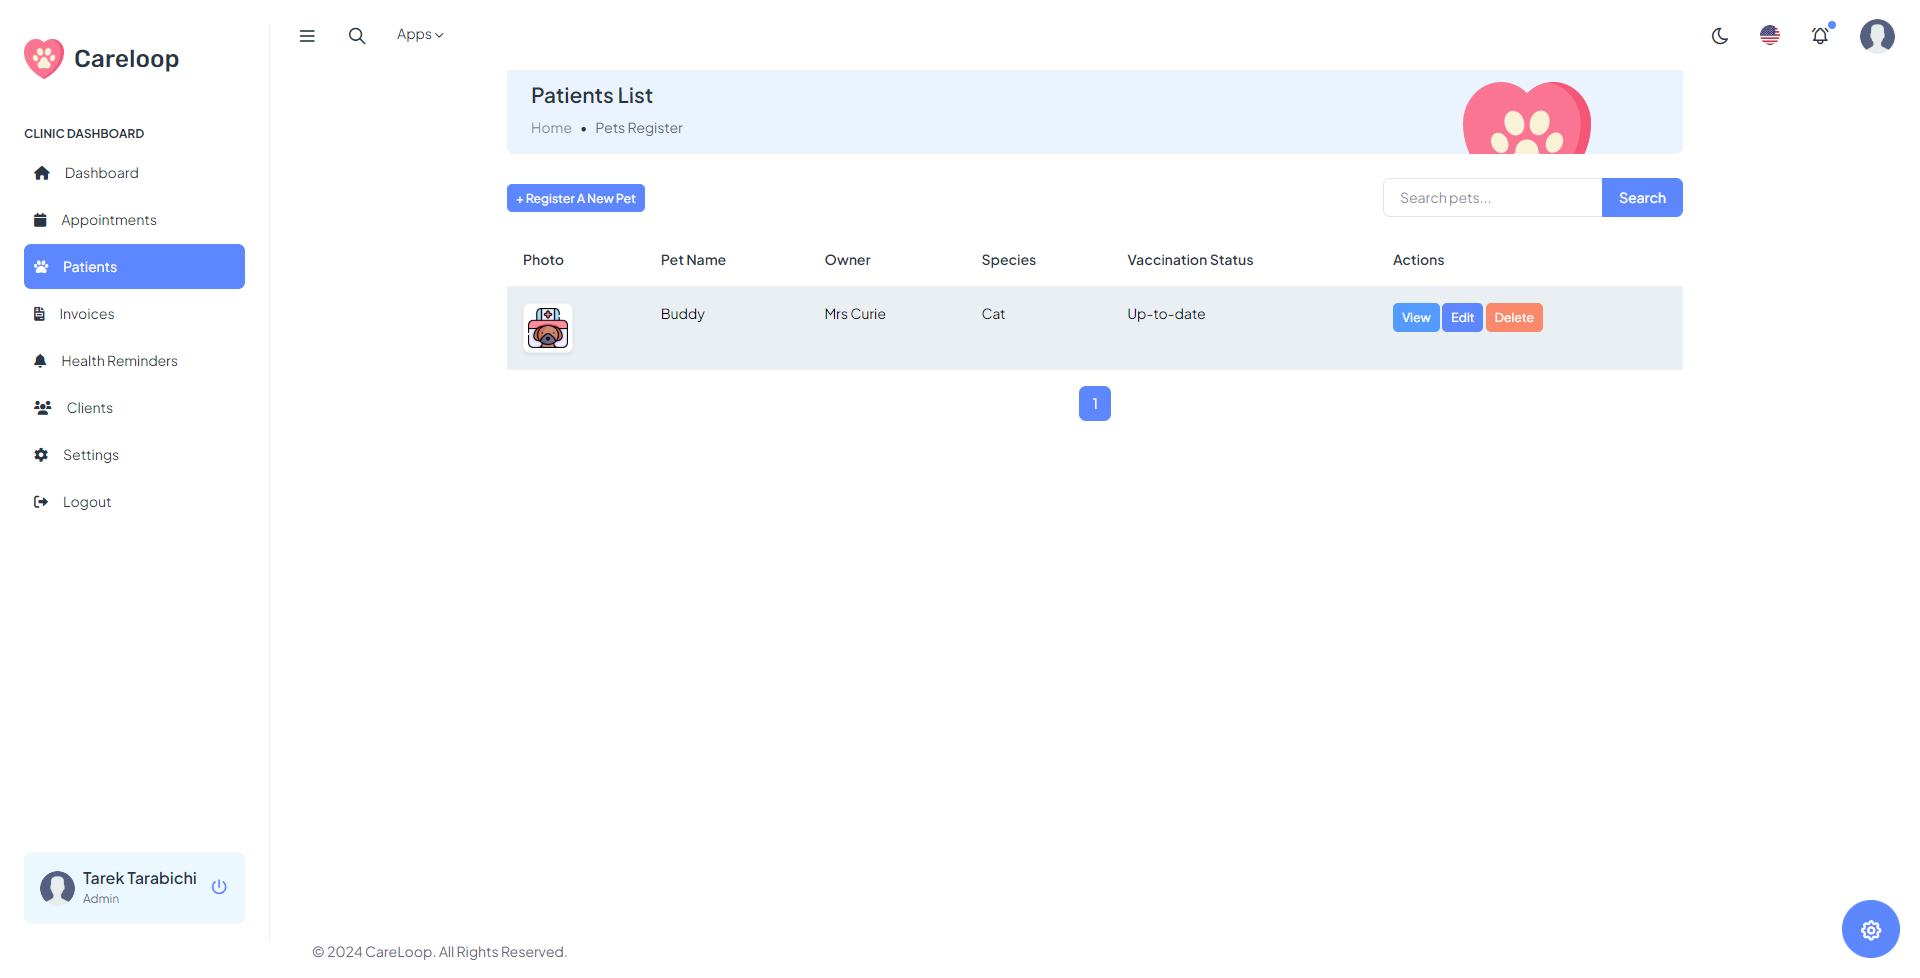 Careloop
Apps
CLINIC DASHBOARD
Dashboard
Appointments
Patients
Invoices
Health Reminders
Clients
Settings
Logout
Patients List
Home • Pets Register
+ Register A New Pet
Search pets...
Search
Photo Pet Name Owner Species Vaccination Status Actions
Buddy Mrs Curie Cat Up-to-date View Edit Delete
1
Tarek Tarabichi
Admin
© 2024 CareLoop. All Rights Reserved.